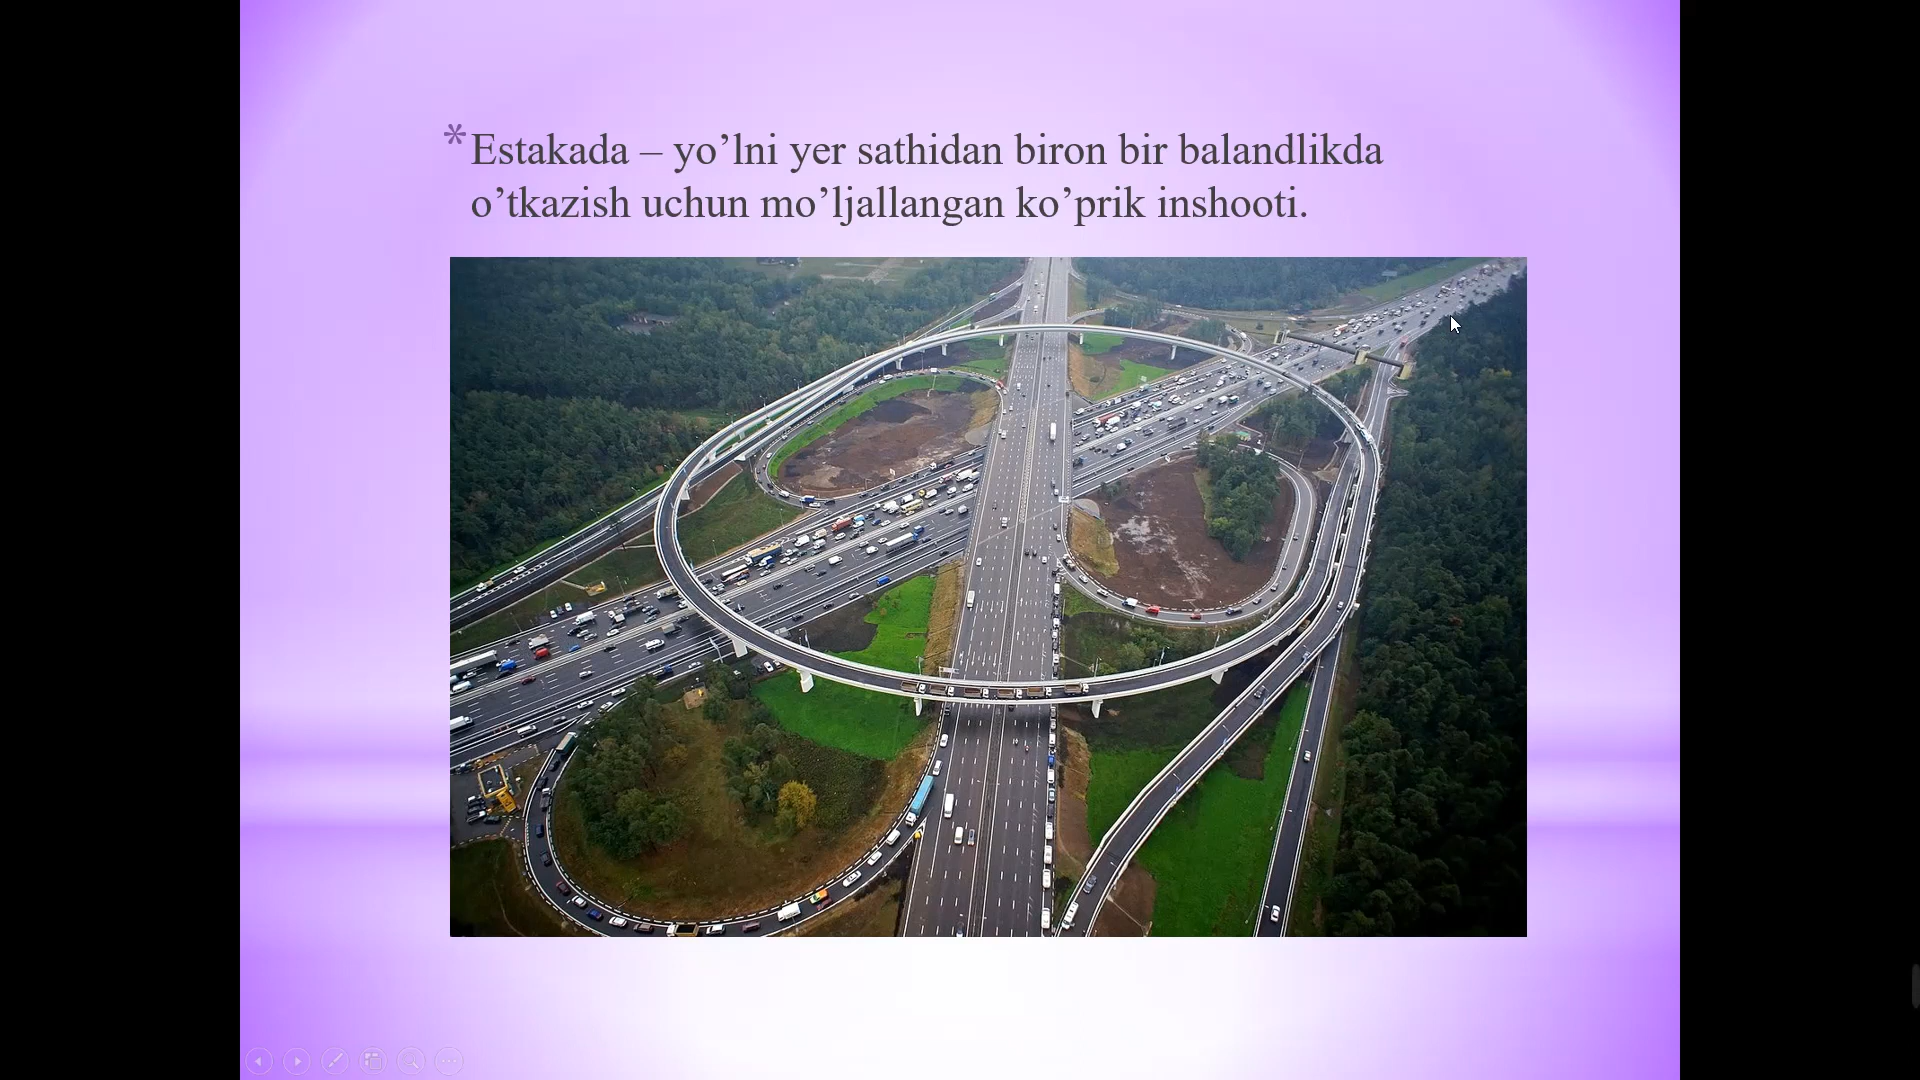 * Estakada – yo’lni yer sathidan biron bir balandlikda
o’tkazish uchun mo’ljallangan ko’prik inshooti.